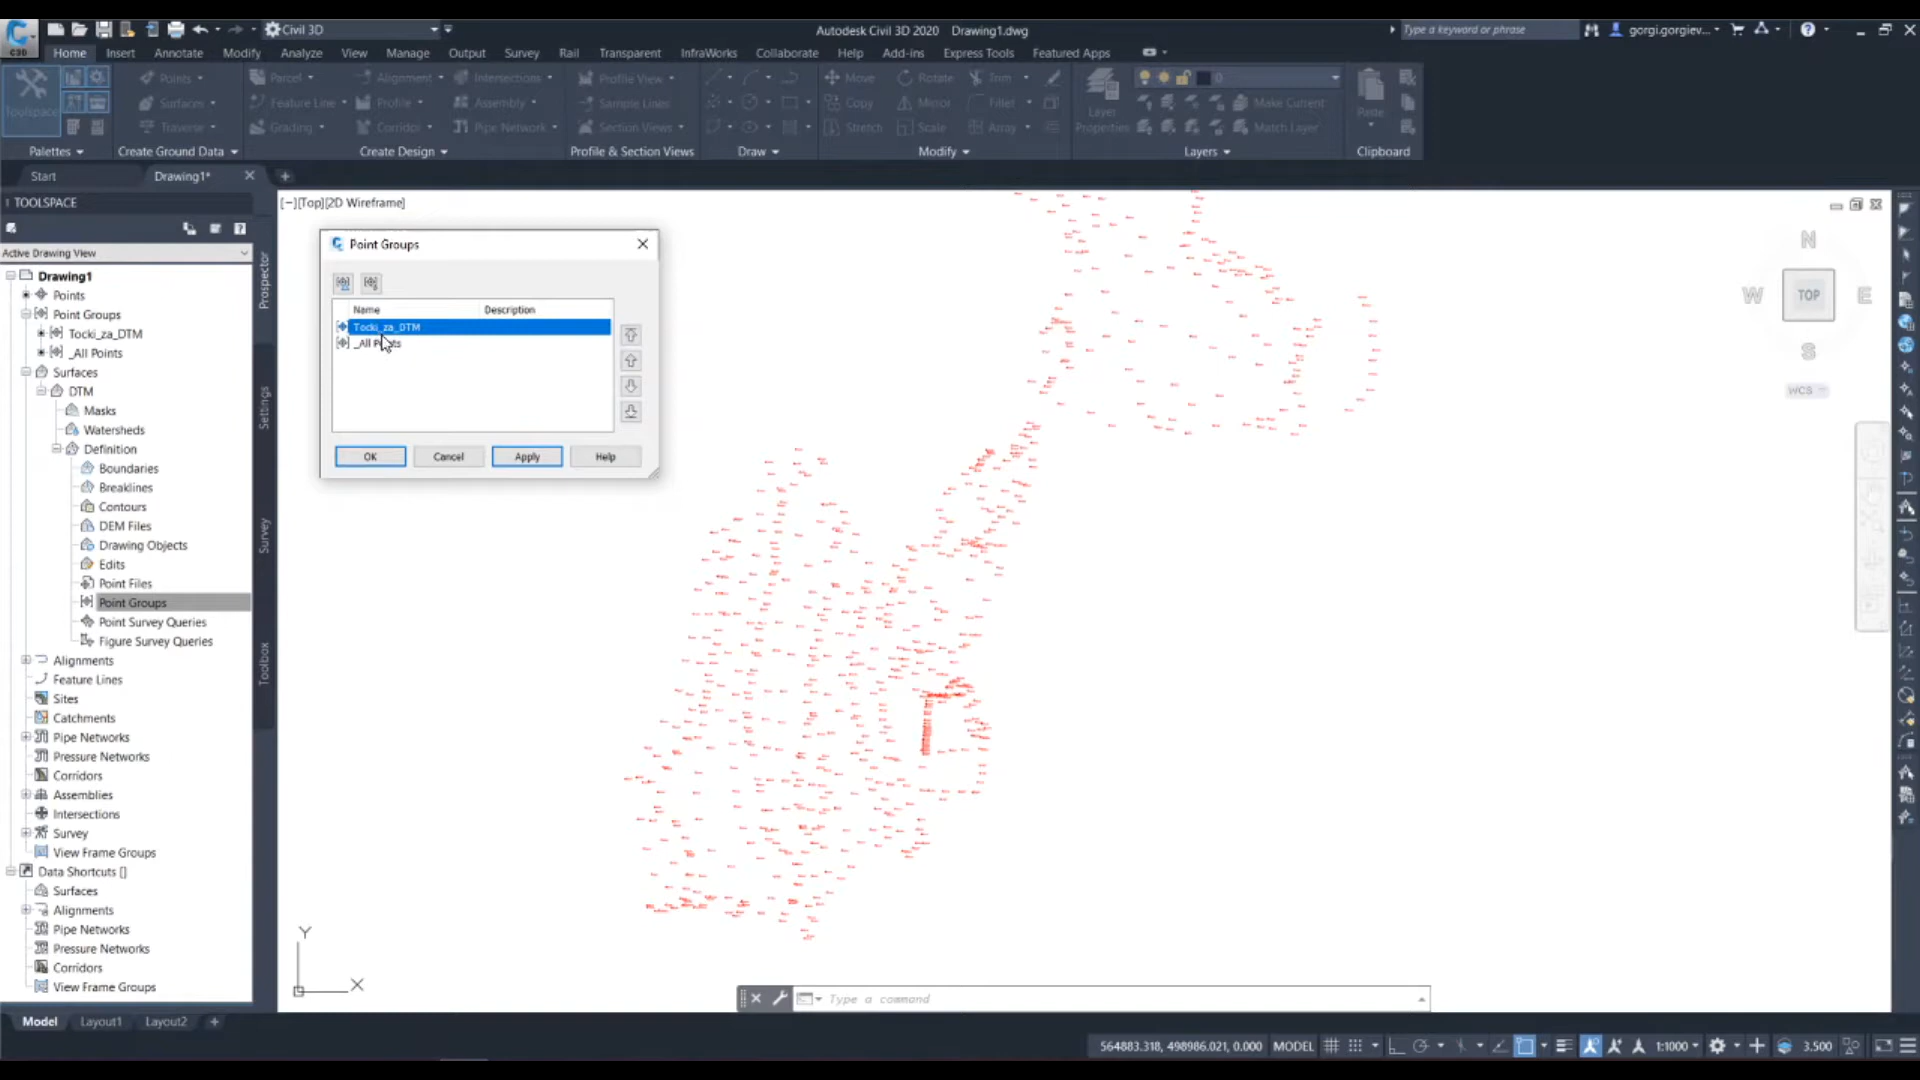 C3D
Civil 3D
Autodesk Civil 3D 2020 Drawing1.dwg
Type a keyword or phrase
gorgi.gorgiev...
Home Insert Annotate Modify Analyze View Manage Output Survey Rail Transparent InfraWorks Collaborate Help Add-ins Express Tools Featured Apps
Toolspace
Points
Surfaces
Traverse
Parcel
Feature Line
Grading
Alignment
Profile
Corridor
Intersections
Assembly
Pipe Network
Profile View
Sample Lines
Section Views
Move Rotate Trim
Copy Mirror Fillet
Stretch Scale Array
Layer
Properties
0
Make Current
Match Layer
Paste
Palettes Create Ground Data Create Design Profile & Section Views Draw Modify Layers Clipboard
Start Drawing1*
TOOLSPACE
Active Drawing View
Drawing1
Points
Point Groups
Tocki_za_DTM
_All Points
Surfaces
DTM
Masks
Watersheds
Definition
Boundaries
Breaklines
Contours
DEM Files
Drawing Objects
Edits
Point Files
Point Groups
Point Survey Queries
Figure Survey Queries
Alignments
Feature Lines
Sites
Catchments
Pipe Networks
Pressure Networks
Corridors
Assemblies
Intersections
Survey
View Frame Groups
Data Shortcuts []
Surfaces
Alignments
Pipe Networks
Pressure Networks
Corridors
View Frame Groups
Prospector
Settings
Survey
Toolbox
[−][Top][2D Wireframe]
Point Groups
Name Description
Tocki_za_DTM
_All Points
OK Cancel Apply Help
N
W TOP E
S
WCS
Y
X
Type a command
Model Layout1 Layout2
564883.318, 498986.021, 0.000 MODEL 1:1000 3.500